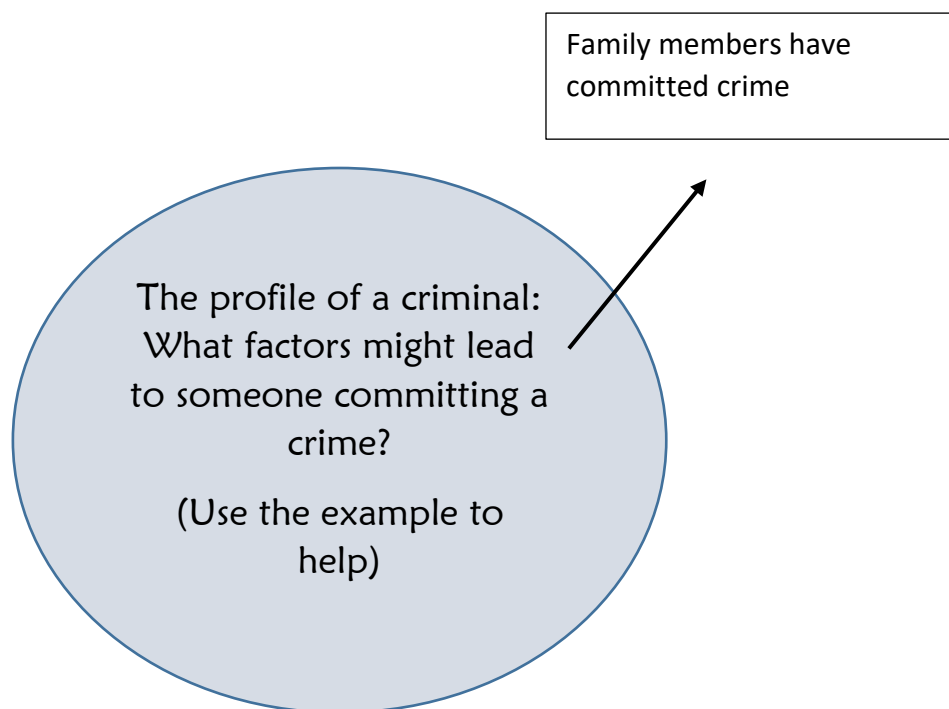 Family members have
committed crime
The profile of a criminal:
What factors might lead
to someone committing a
crime?
(Use the example to
help)